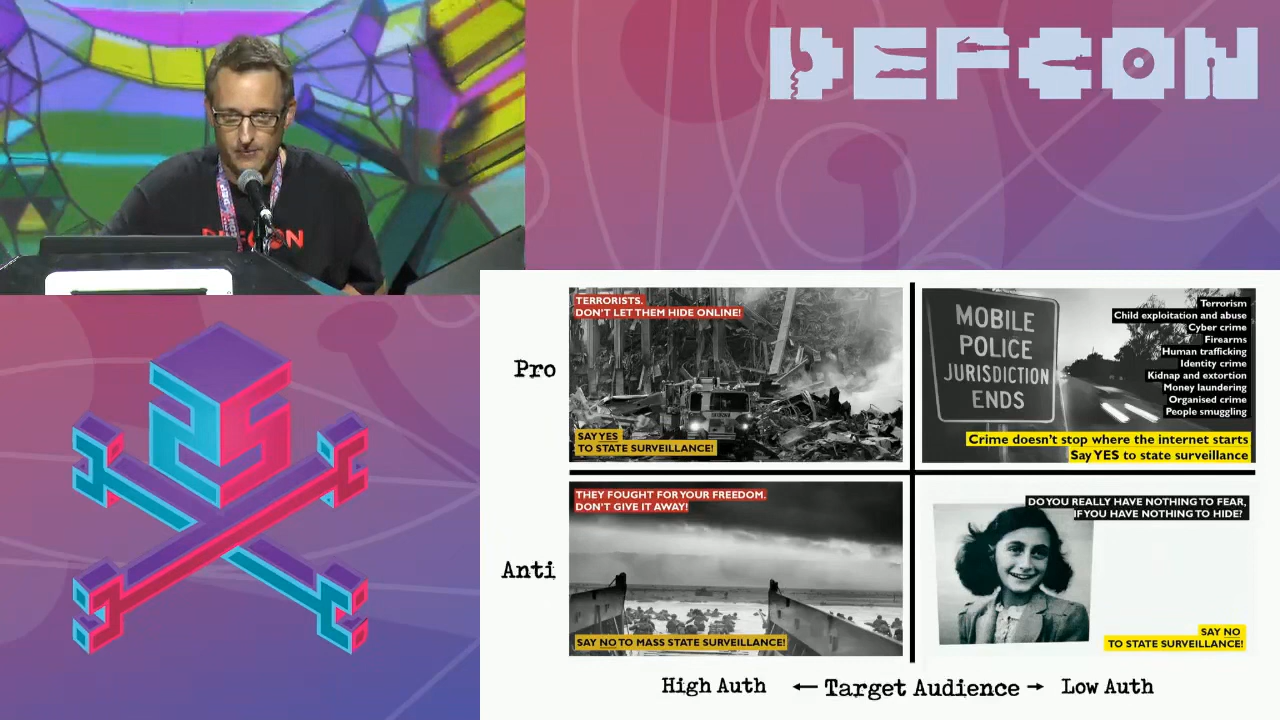 DEFCON
DEFCON
TERRORISTS.
DON'T LET THEM HIDE ONLINE!
SAY YES
TO STATE SURVEILLANCE!
MOBILE
POLICE
JURISDICTION
ENDS
Terrorism
Child exploitation and abuse
Cyber crime
Firearms
Human trafficking
Identity crime
Kidnap and extortion
Money laundering
Organised crime
People smuggling
Crime doesn't stop where the internet starts
Say YES to state surveillance
Pro
THEY FOUGHT FOR YOUR FREEDOM.
DON'T GIVE IT AWAY!
SAY NO TO MASS STATE SURVEILLANCE!
DO YOU REALLY HAVE NOTHING TO FEAR,
IF YOU HAVE NOTHING TO HIDE?
SAY NO
TO STATE SURVEILLANCE!
Anti
High Auth ← Target Audience → Low Auth